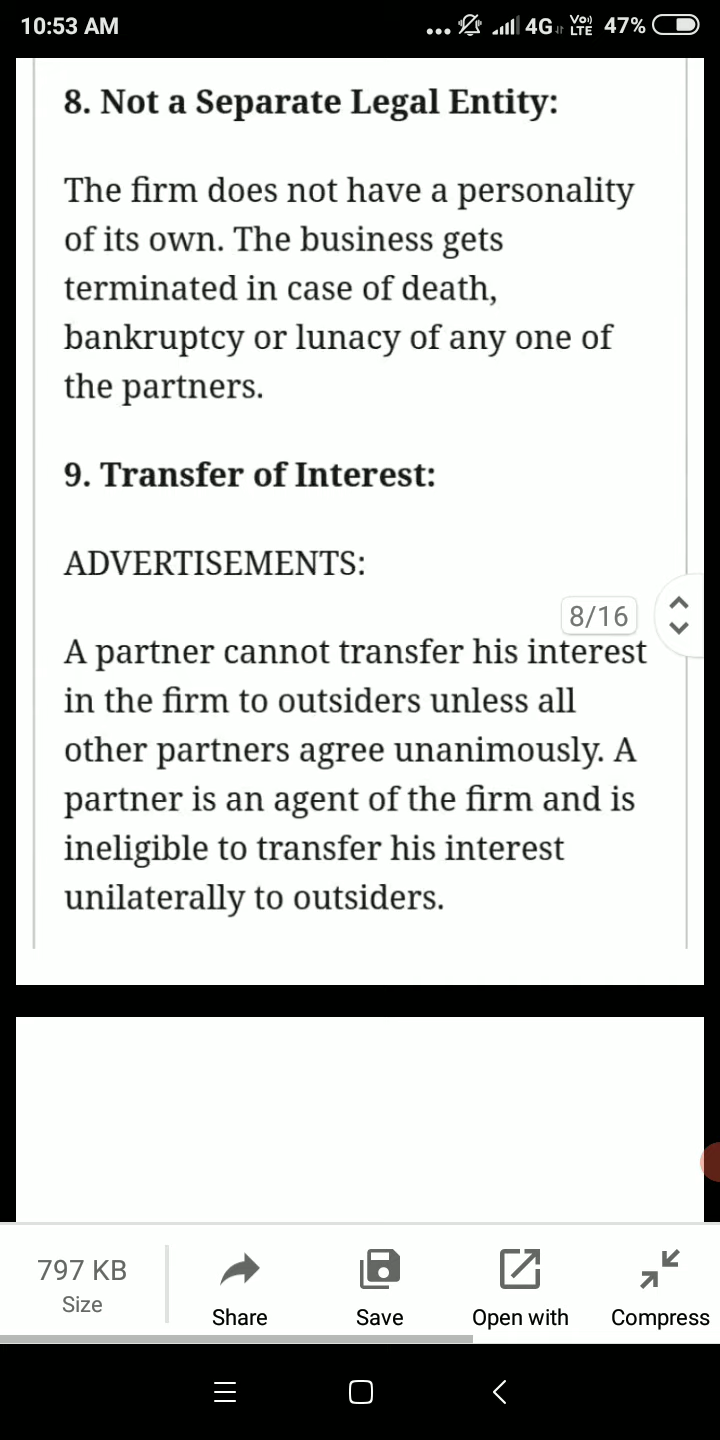 10:53 AM
... 4G Vo)) LTE 47%
8. Not a Separate Legal Entity:
The firm does not have a personality
of its own. The business gets
terminated in case of death,
bankruptcy or lunacy of any one of
the partners.
9. Transfer of Interest:
ADVERTISEMENTS:
8/16
A partner cannot transfer his interest
in the firm to outsiders unless all
other partners agree unanimously. A
partner is an agent of the firm and is
ineligible to transfer his interest
unilaterally to outsiders.
797 KB
Size
Share
Save
Open with
Compress